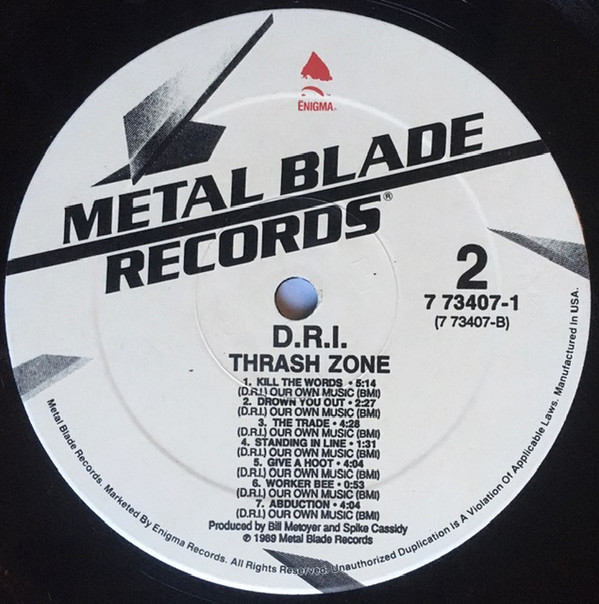 ENIGMA®
METAL BLADE
RECORDS®
2
7 73407-1
(7 73407-B)
D.R.I.
THRASH ZONE
1. KILL THE WORDS • 5:14
(D.R.I.) OUR OWN MUSIC (BMI)
2. DROWN YOU OUT • 2:27
(D.R.I.) OUR OWN MUSIC (BMI)
3. THE TRADE • 4:28
(D.R.I.) OUR OWN MUSIC (BMI)
4. STANDING IN LINE • 1:31
(D.R.I.) OUR OWN MUSIC (BMI)
5. GIVE A HOOT • 4:04
(D.R.I.) OUR OWN MUSIC (BMI)
6. WORKER BEE • 0:53
(D.R.I.) OUR OWN MUSIC (BMI)
7. ABDUCTION • 4:04
(D.R.I.) OUR OWN MUSIC (BMI)
Produced by Bill Metoyer and Spike Cassidy
℗ 1989 Metal Blade Records
Metal Blade Records. Marketed By Enigma Records. All Rights Reserved. Unauthorized Duplication Is A Violation Of Applicable Laws. Manufactured In USA.